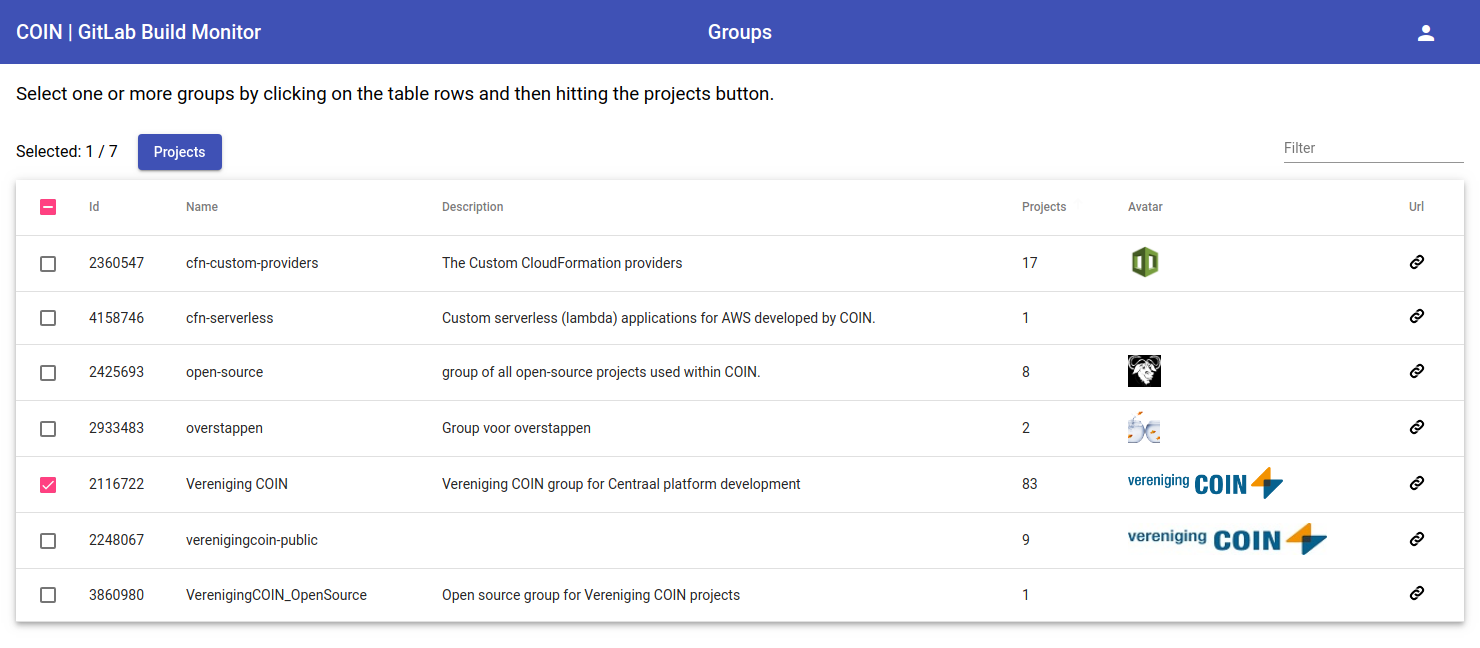 COIN | GitLab Build Monitor Groups
Select one or more groups by clicking on the table rows and then hitting the projects button.
Selected: 1 / 7 Projects Filter
Id Name Description Projects Avatar Url
2360547 cfn-custom-providers The Custom CloudFormation providers 17
4158746 cfn-serverless Custom serverless (lambda) applications for AWS developed by COIN. 1
2425693 open-source group of all open-source projects used within COIN. 8
2933483 overstappen Group voor overstappen 2
2116722 Vereniging COIN Vereniging COIN group for Centraal platform development 83 vereniging COIN
2248067 verenigingcoin-public 9 vereniging COIN
3860980 VerenigingCOIN_OpenSource Open source group for Vereniging COIN projects 1